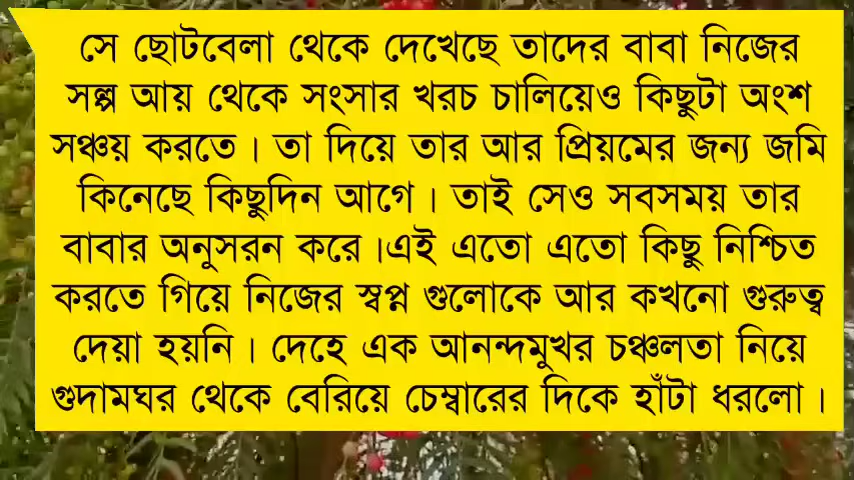 সে ছোটবেলা থেকে দেখেছে তাদের বাবা নিজের
সল্প আয় থেকে সংসার খরচ চালিয়েও কিছুটা অংশ
সঞ্চয় করতে। তা দিয়ে তার আর প্রিয়মের জন্য জমি
কিনেছে কিছুদিন আগে। তাই সেও সবসময় তার
বাবার অনুসরন করে।এই এতো এতো কিছু নিশ্চিত
করতে গিয়ে নিজের স্বপ্ন গুলোকে আর কখনো গুরুত্ব
দেয়া হয়নি। দেহে এক আনন্দমুখর চঞ্চলতা নিয়ে
গুদামঘর থেকে বেরিয়ে চেম্বারের দিকে হাঁটা ধরলো।